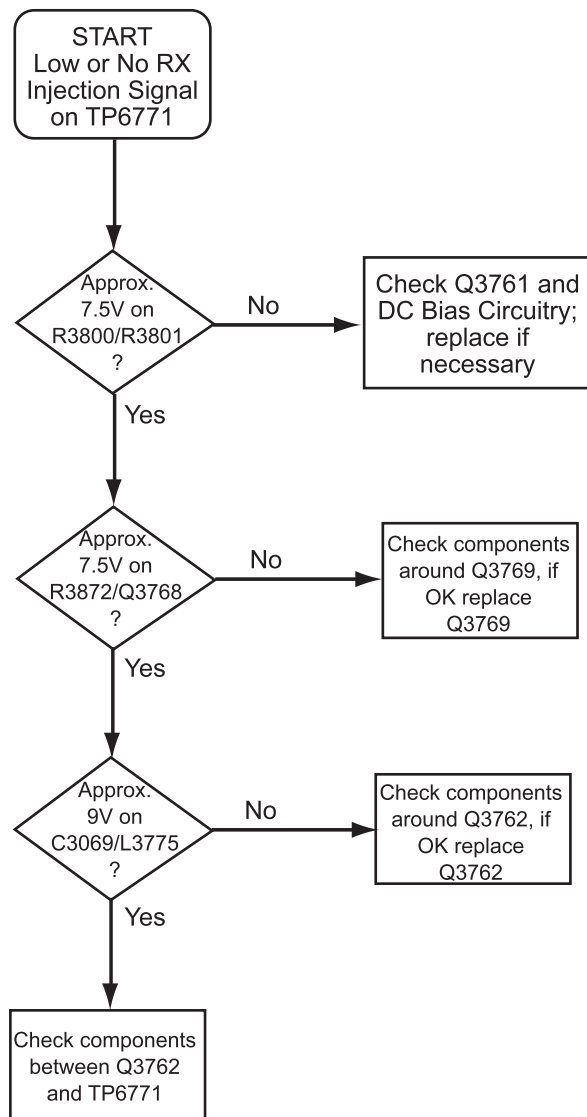 START
Low or No RX
Injection Signal
on TP6771
Approx.
7.5V on
R3800/R3801
?
No
Check Q3761 and
DC Bias Circuitry;
replace if
necessary
Yes
Approx.
7.5V on
R3872/Q3768
?
No
Check components
around Q3769, if
OK replace
Q3769
Yes
Approx.
9V on
C3069/L3775
?
No
Check components
around Q3762, if
OK replace
Q3762
Yes
Check components
between Q3762
and TP6771